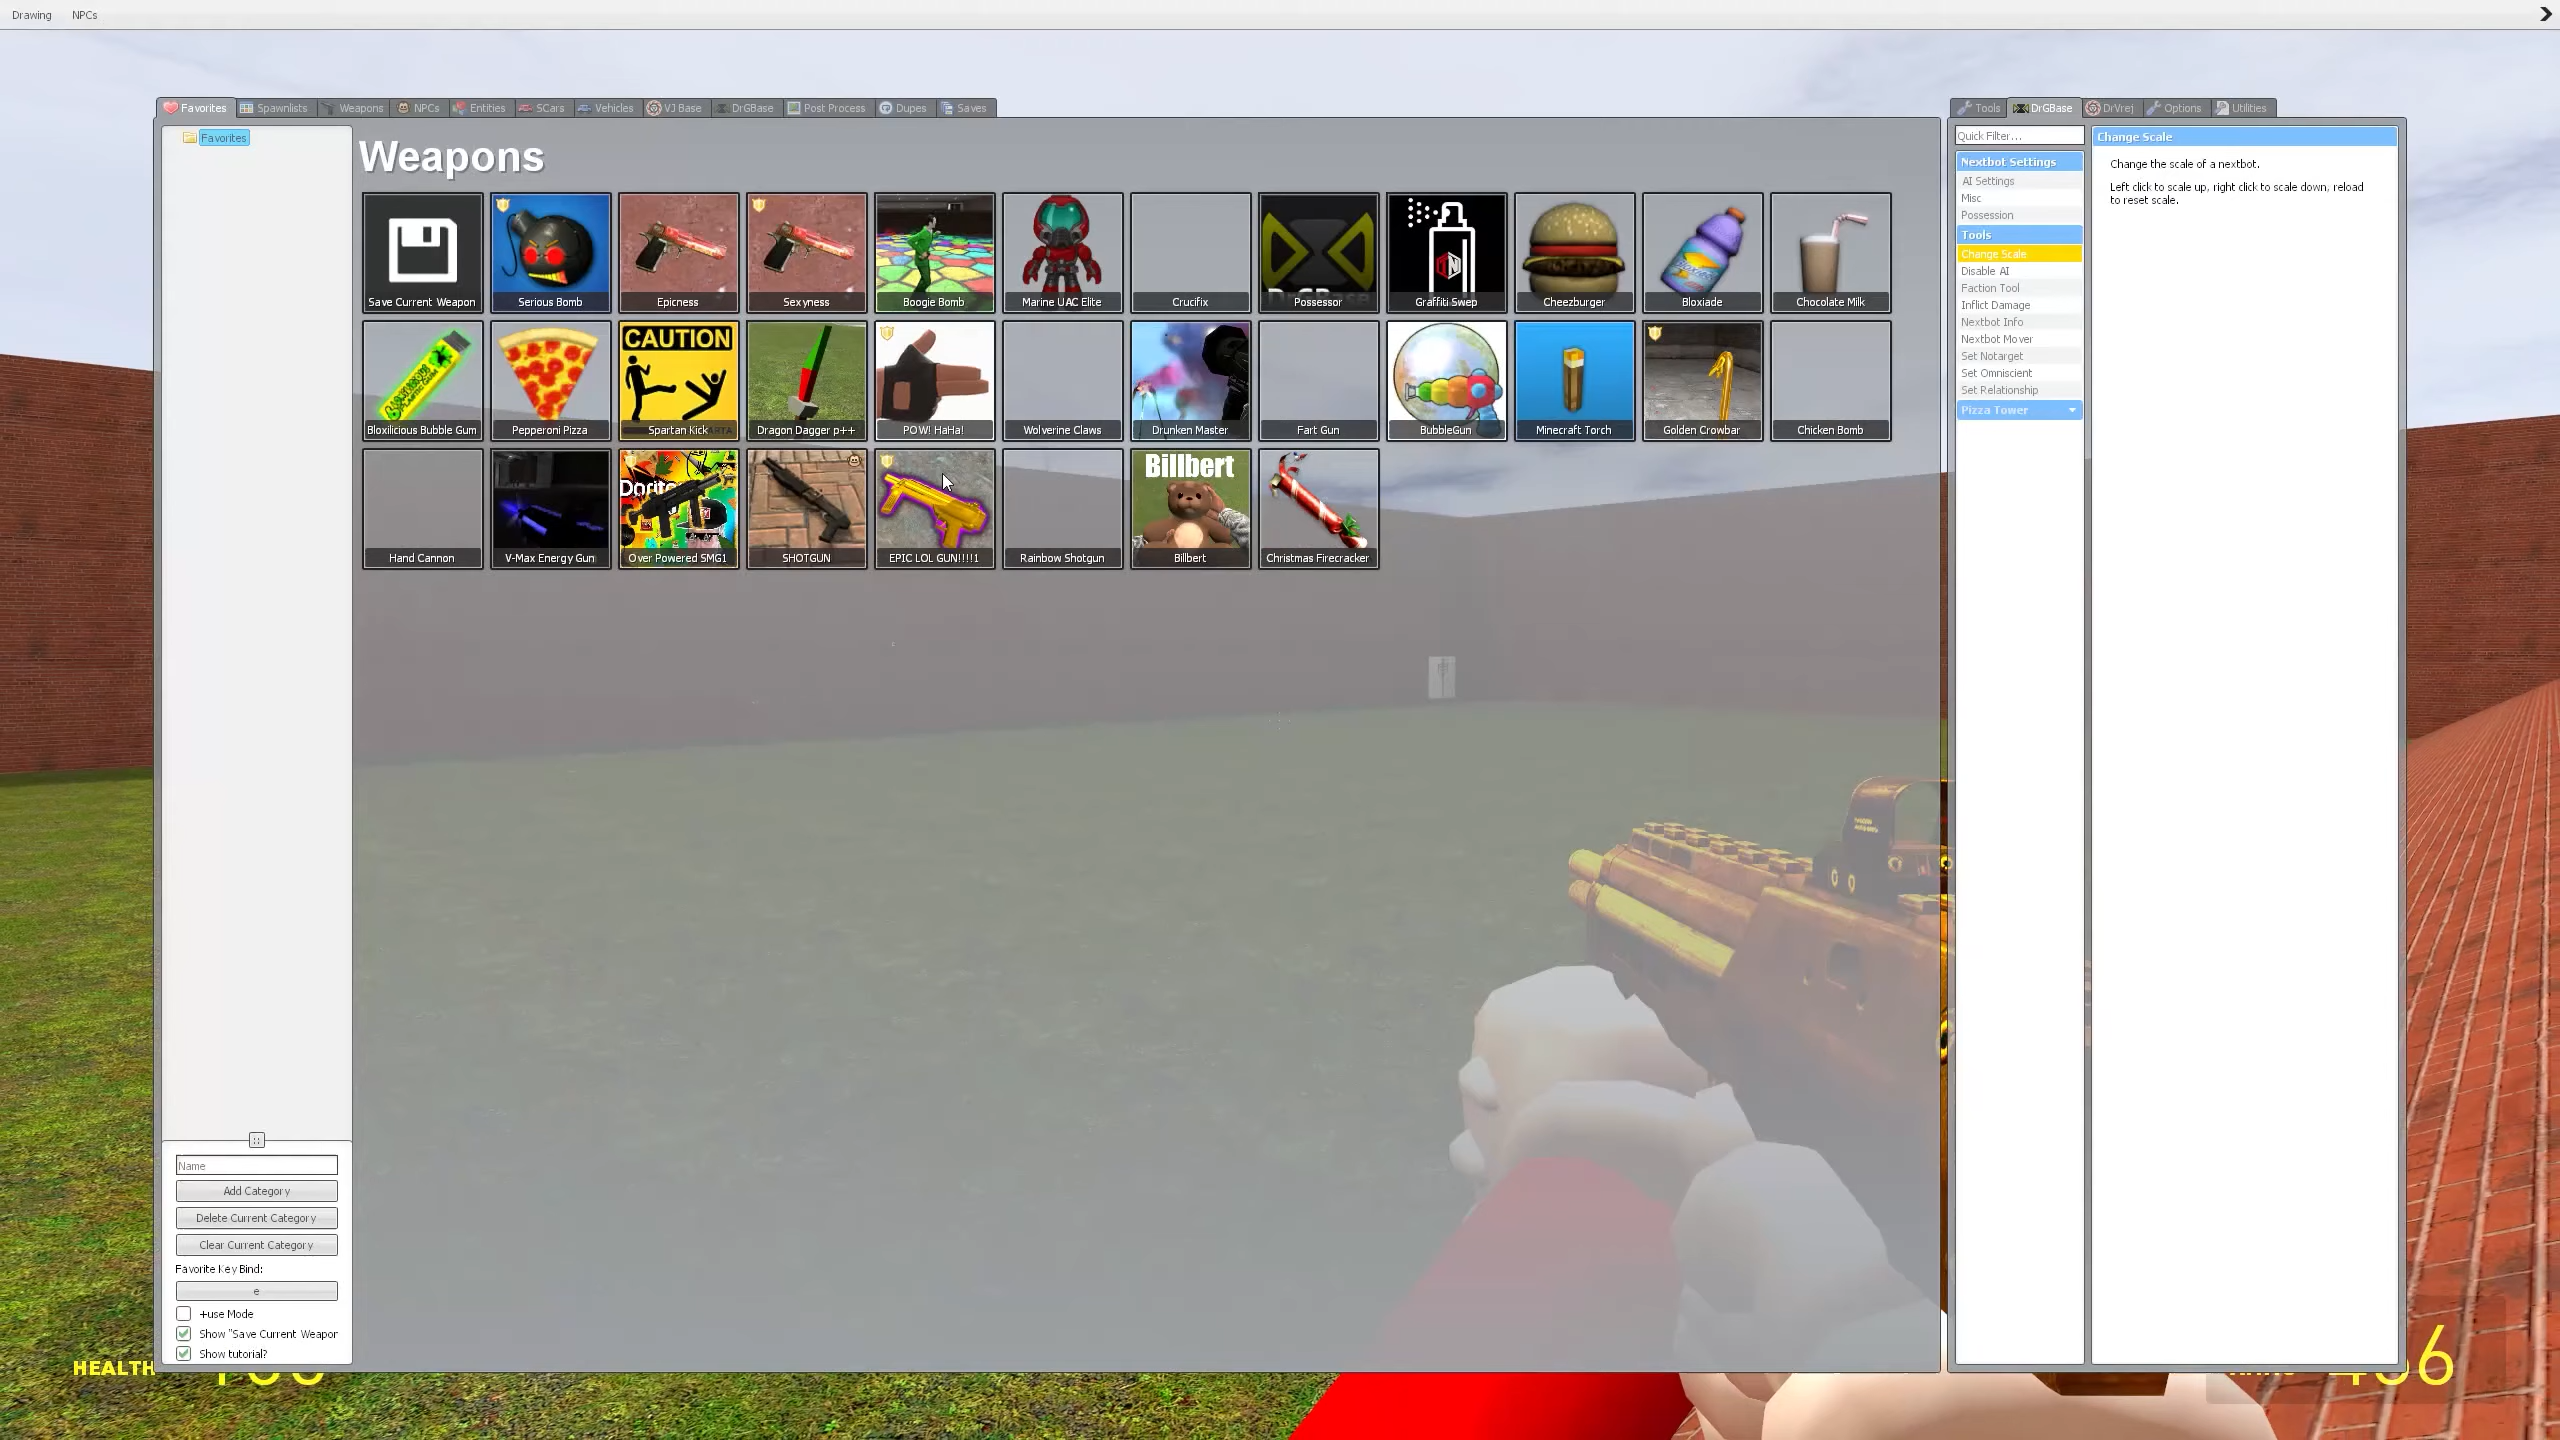 Drawing NPCs
Favorites Spawnlists Weapons NPCs Entities SCars Vehicles VJ Base DrGBase Post Process Dupes Saves
Favorites
Weapons
Save Current Weapon Serious Bomb Epicness Sexyness Boogie Bomb Marine UAC Elite Crucifix Possessor Graffiti Swep Cheezburger Bloxiade Chocolate Milk
CAUTION
Bloxilicious Bubble Gum Pepperoni Pizza Spartan Kick Dragon Dagger p++ POW! HaHa! Wolverine Claws Drunken Master Fart Gun BubbleGun Minecraft Torch Golden Crowbar Chicken Bomb
Billbert
Hand Cannon V-Max Energy Gun Over Powered SMG1 SHOTGUN EPIC LOL GUN!!!!1 Rainbow Shotgun Billbert Christmas Firecracker
Name
Add Category
Delete Current Category
Clear Current Category
Favorite Key Bind:
e
+use Mode
Show "Save Current Weapon
Show tutorial?
HEALTH
Tools DrGBase DrVrej Options Utilities
Quick Filter...
Nextbot Settings
AI Settings
Misc
Possession
Tools
Change Scale
Disable AI
Faction Tool
Inflict Damage
Nextbot Info
Nextbot Mover
Set Notarget
Set Omniscient
Set Relationship
Pizza Tower
Change Scale
Change the scale of a nextbot.
Left click to scale up, right click to scale down, reload
to reset scale.